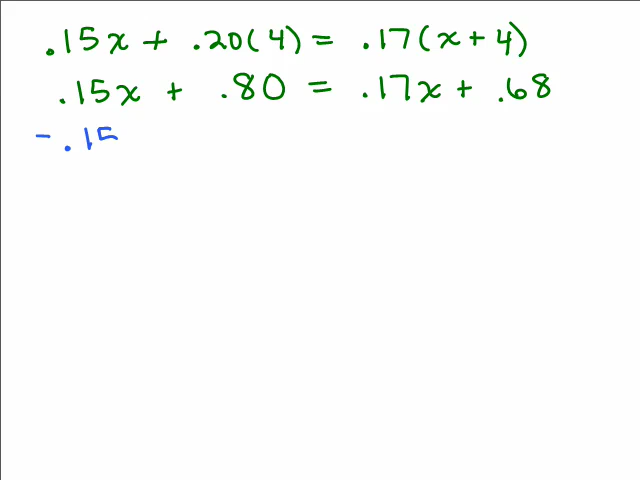 .15x + .20(4) = .17(x+4)
.15x + .80 = .17x + .68
- .15